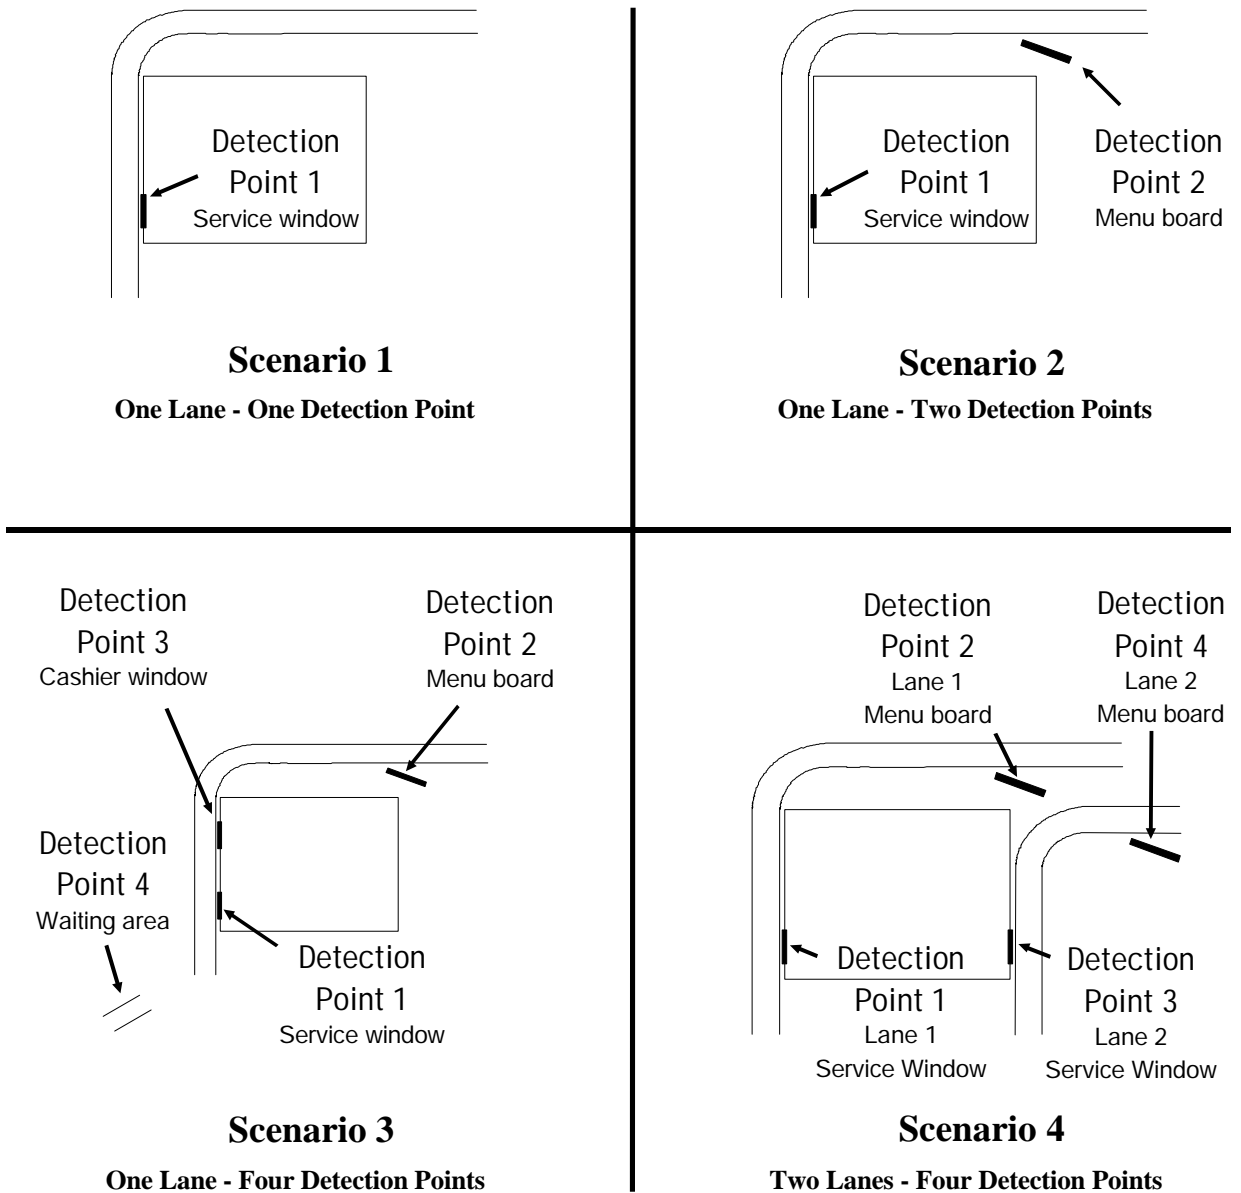 Detection
Point 1
Service window
Scenario 1
One Lane - One Detection Point
Detection
Point 1
Service window
Detection
Point 2
Menu board
Scenario 2
One Lane - Two Detection Points
Detection
Point 3
Cashier window
Detection
Point 2
Menu board
Detection
Point 4
Waiting area
Detection
Point 1
Service window
Scenario 3
One Lane - Four Detection Points
Detection
Point 2
Lane 1
Menu board
Detection
Point 4
Lane 2
Menu board
Detection
Point 1
Lane 1
Service Window
Detection
Point 3
Lane 2
Service Window
Scenario 4
Two Lanes - Four Detection Points